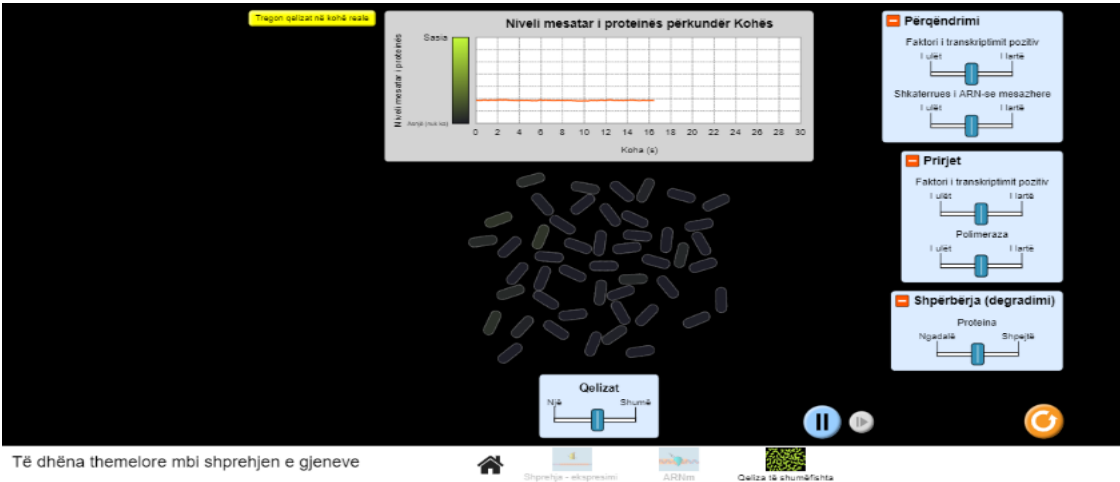 Tregon qelizat në kohë reale
Niveli mesatar i proteinës përkundër Kohës
Niveli mesatar i proteinës
Sasia
Asnjë (nuk ka)
0 2 4 6 8 10 12 14 16 18 20 22 24 26 28 30
Koha (s)
Përqëndrimi
Faktori i transkriptimit pozitiv
I ulët I lartë
Shkaterrues i ARN-se mesazhere
I ulët I lartë
Prirjet
Faktori i transkriptimit pozitiv
I ulët I lartë
Polimeraza
I ulët I lartë
Shpërbërja (degradimi)
Proteina
Ngadalë Shpejtë
Qelizat
Një Shumë
Të dhëna themelore mbi shprehjen e gjeneve
Shprehja - ekspresimi
ARNm
Qeliza të shumëfishta